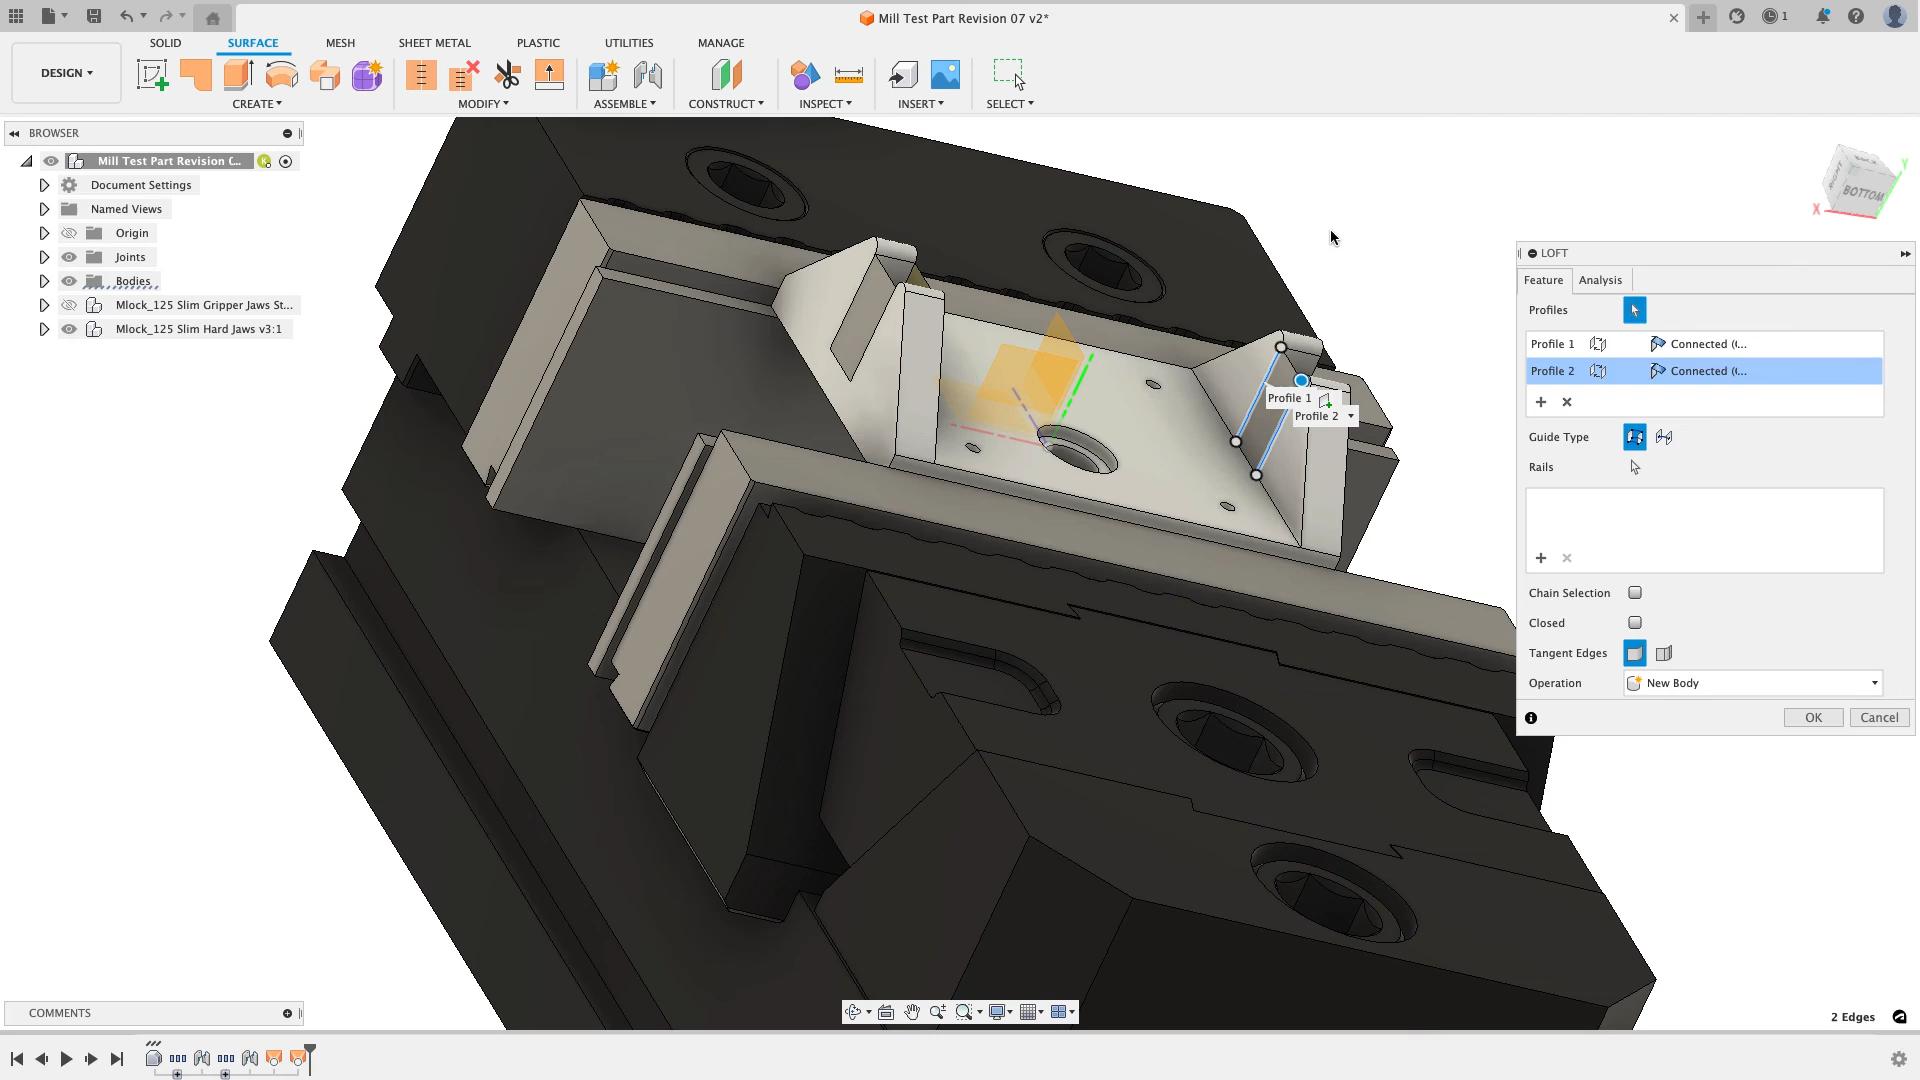 Mill Test Part Revision 07 v2*
1
DESIGN
SOLID
SURFACE
MESH
SHEET METAL
PLASTIC
UTILITIES
MANAGE
CREATE
MODIFY
ASSEMBLE
CONSTRUCT
INSPECT
INSERT
SELECT
BROWSER
Mill Test Part Revision (...
Document Settings
Named Views
Origin
Joints
Bodies
Mlock_125 Slim Gripper Jaws St...
Mlock_125 Slim Hard Jaws v3:1
BACK
RIGHT
BOTTOM
X
Y
Profile 1
Profile 2
LOFT
Feature
Analysis
Profiles
Profile 1
Connected (...
Profile 2
Connected (...
Guide Type
Rails
Chain Selection
Closed
Tangent Edges
Operation
New Body
OK
Cancel
COMMENTS
2 Edges